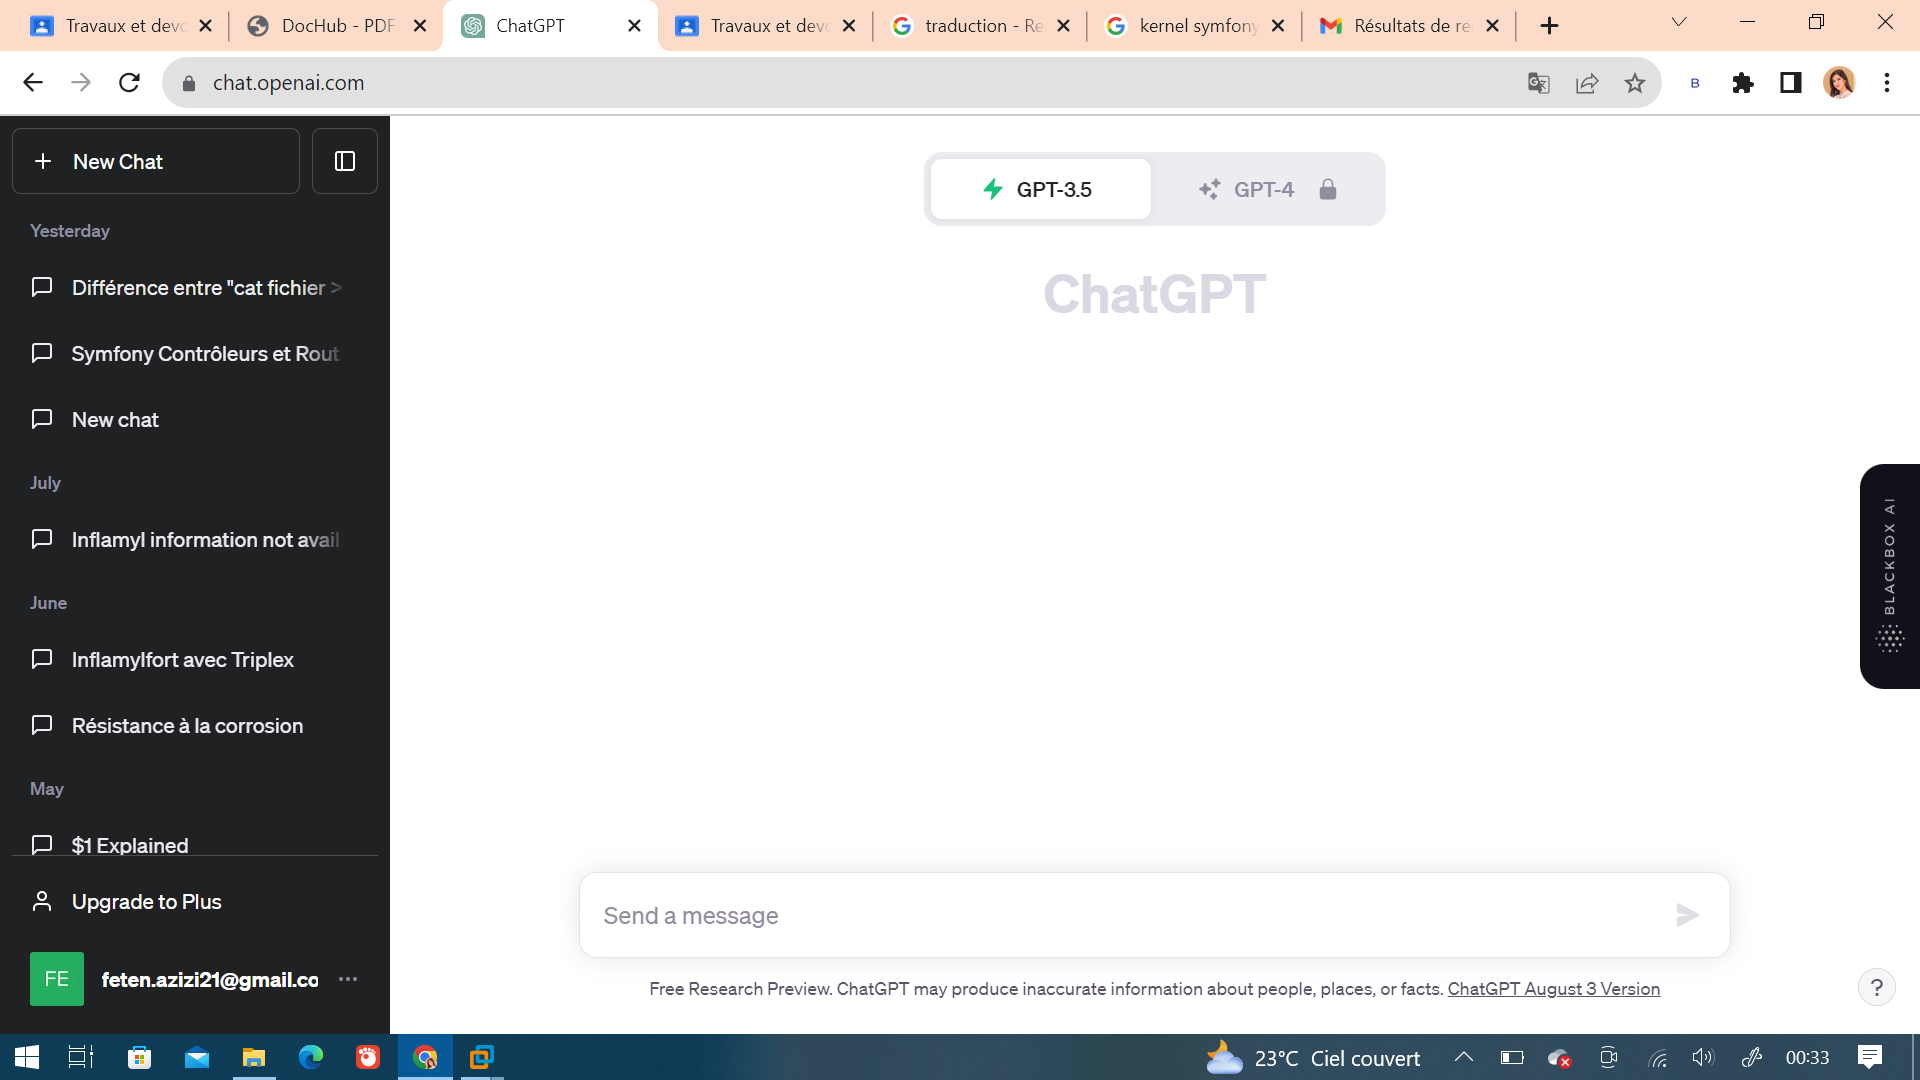 Travaux et devo
DocHub - PDF
ChatGPT
Travaux et devo
traduction - Re
kernel symfony
Résultats de re
chat.openai.com
B
New Chat
Yesterday
Différence entre "cat fichier >
Symfony Contrôleurs et Rout
New chat
July
Inflamyl information not avail
June
Inflamylfort avec Triplex
Résistance à la corrosion
May
$1 Explained
Upgrade to Plus
FE
feten.azizi21@gmail.co
GPT-3.5
GPT-4
ChatGPT
BLACKBOX AI
Send a message
Free Research Preview. ChatGPT may produce inaccurate information about people, places, or facts. ChatGPT August 3 Version
?
23°C Ciel couvert
00:33